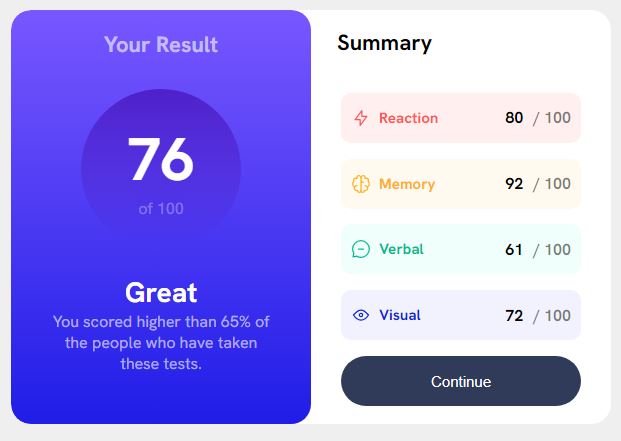 Your Result
76
of 100
Great
You scored higher than 65% of
the people who have taken
these tests.
Summary
Reaction 80 / 100
Memory 92 / 100
Verbal 61 / 100
Visual 72 / 100
Continue